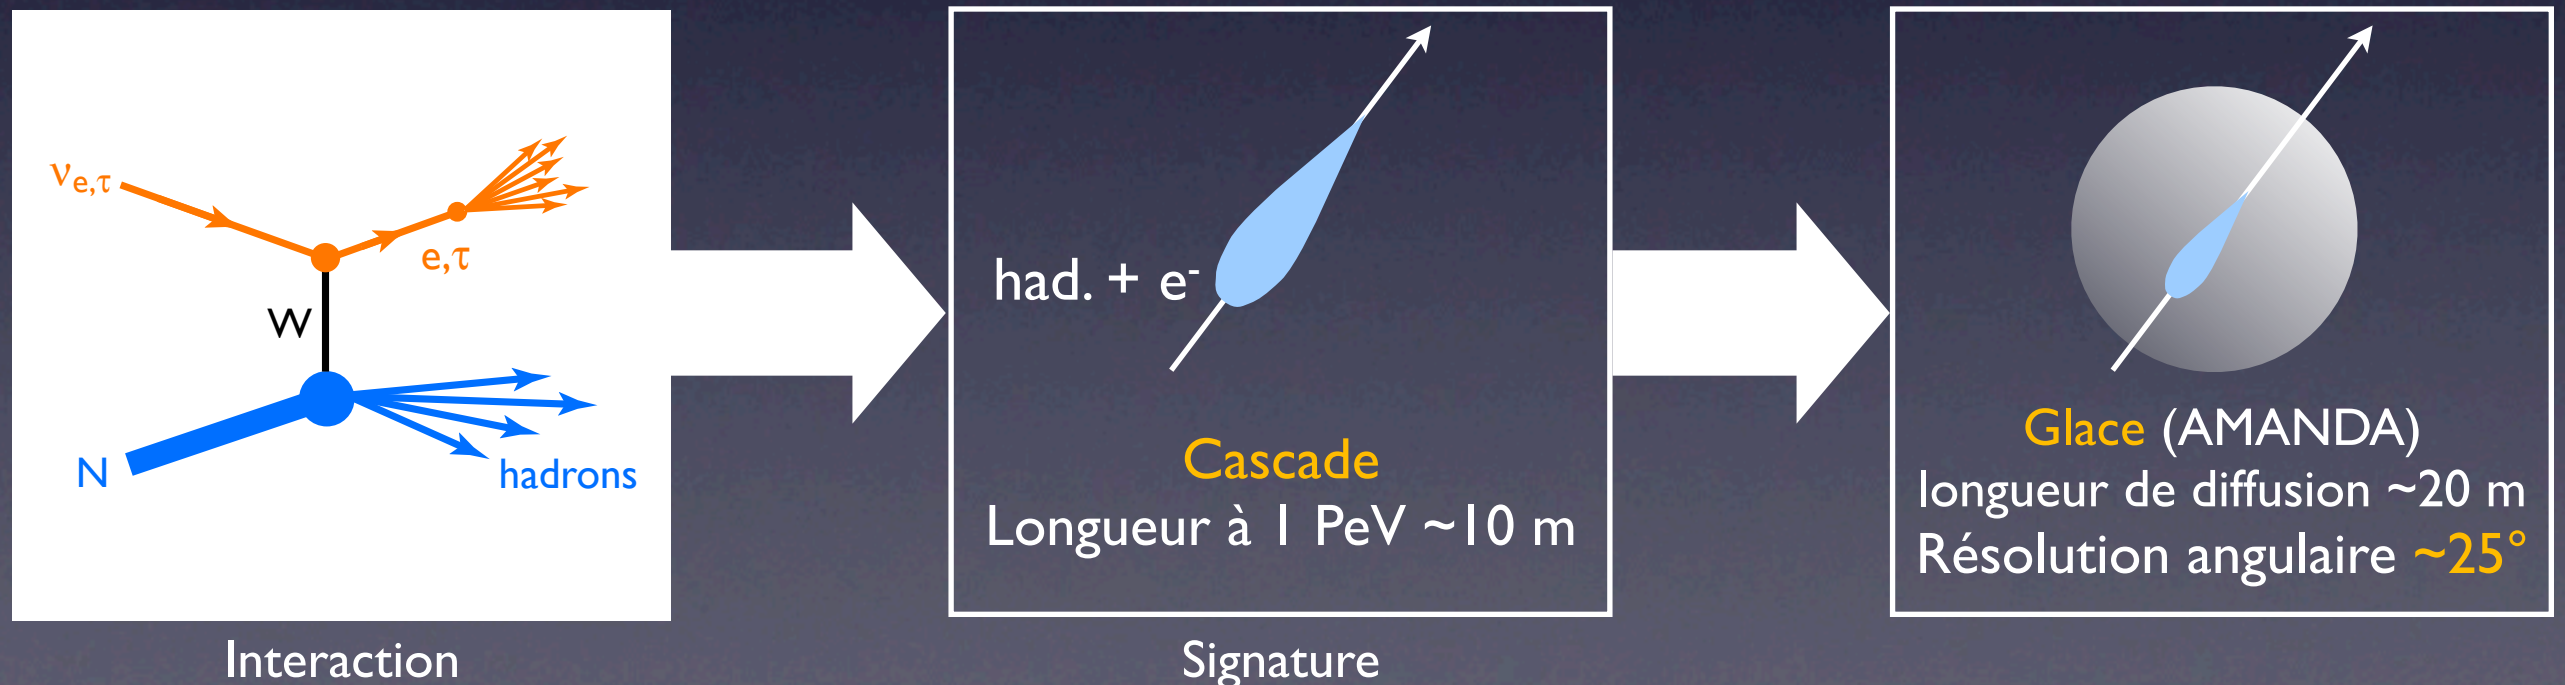 νe,τ
e,τ
W
N
hadrons
Interaction
had. + e-
Cascade
Longueur à 1 PeV ~10 m
Signature
Glace (AMANDA)
longueur de diffusion ~20 m
Résolution angulaire ~25°